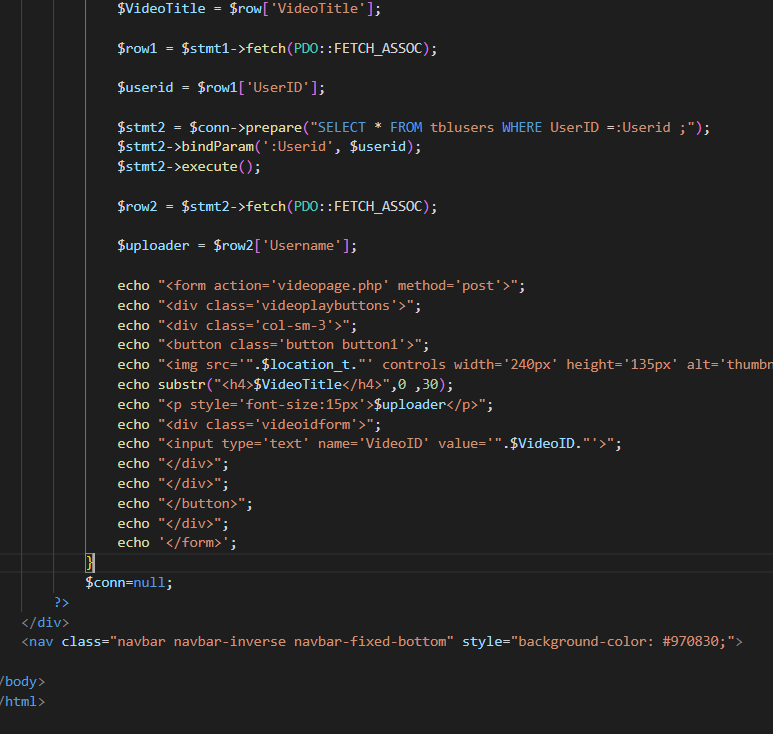 $VideoTitle = $row['VideoTitle'];
$row1 = $stmt1->fetch(PDO::FETCH_ASSOC);
$userid = $row1['UserID'];
$stmt2 = $conn->prepare("SELECT * FROM tblusers WHERE UserID =:Userid ;");
$stmt2->bindParam(':Userid', $userid);
$stmt2->execute();
$row2 = $stmt2->fetch(PDO::FETCH_ASSOC);
$uploader = $row2['Username'];
echo "<form action='videopage.php' method='post'>";
echo "<div class='videoplaybuttons'>";
echo "<div class='col-sm-3'>";
echo "<button class='button button1'>";
echo "<img src='".$location_t."' controls width='240px' height='135px' alt='thumbn
echo substr("<h4>$VideoTitle</h4>",0 ,30);
echo "<p style='font-size:15px'>$uploader</p>";
echo "<div class='videoidform'>";
echo "<input type='text' name='VideoID' value='".$VideoID."'>";
echo "</div>";
echo "</div>";
echo "</button>";
echo "</div>";
echo '</form>';
}
$conn=null;
?>
</div>
<nav class="navbar navbar-inverse navbar-fixed-bottom" style="background-color: #970830;">
/body>
/html>